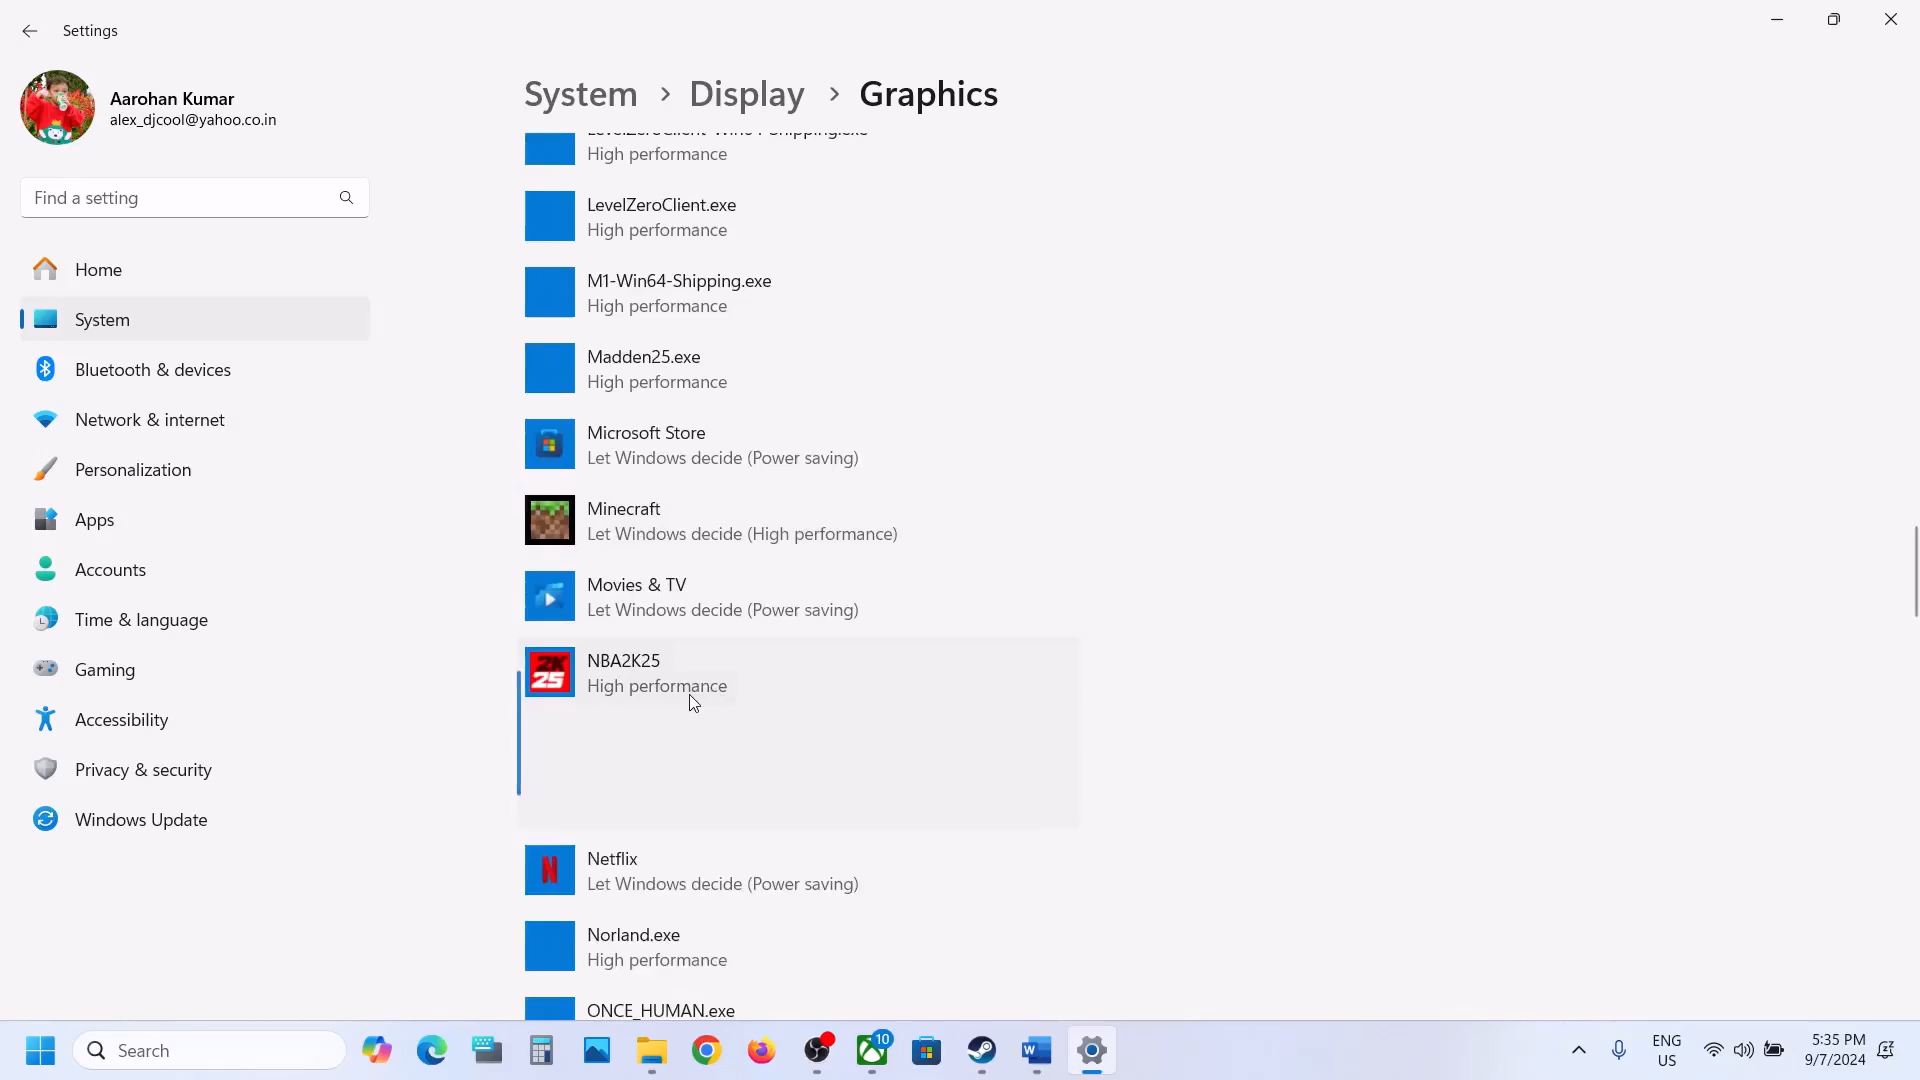 Settings
Aarohan Kumar
alex_djcool@yahoo.co.in
Find a setting
Home
System
Bluetooth & devices
Network & internet
Personalization
Apps
Accounts
Time & language
Gaming
Accessibility
Privacy & security
Windows Update
System > Display > Graphics
LevelZeroClient-Win64-Shipping.exe
High performance
LevelZeroClient.exe
High performance
M1-Win64-Shipping.exe
High performance
Madden25.exe
High performance
Microsoft Store
Let Windows decide (Power saving)
Minecraft
Let Windows decide (High performance)
Movies & TV
Let Windows decide (Power saving)
2K
25
NBA2K25
High performance
Netflix
Let Windows decide (Power saving)
Norland.exe
High performance
ONCE_HUMAN.exe
Search
10
ENG
US
5:35 PM
9/7/2024